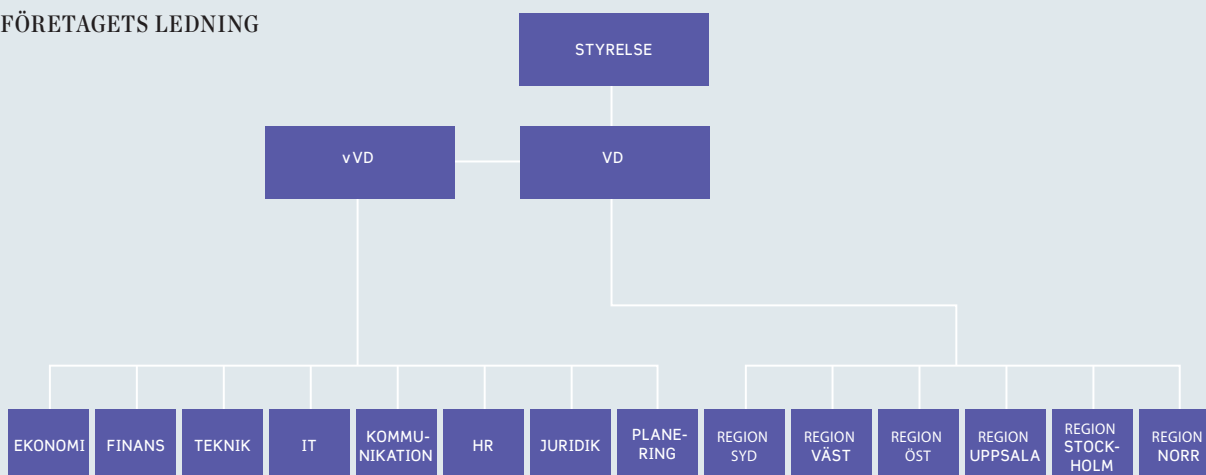 FÖRETAGETS LEDNING
STYRELSE
vVD
VD
EKONOMI
FINANS
TEKNIK
IT
KOMMU-
NIKATION
HR
JURIDIK
PLANE-
RING
REGION
SYD
REGION
VÄST
REGION
ÖST
REGION
UPPSALA
REGION
STOCK-
HOLM
REGION
NORR